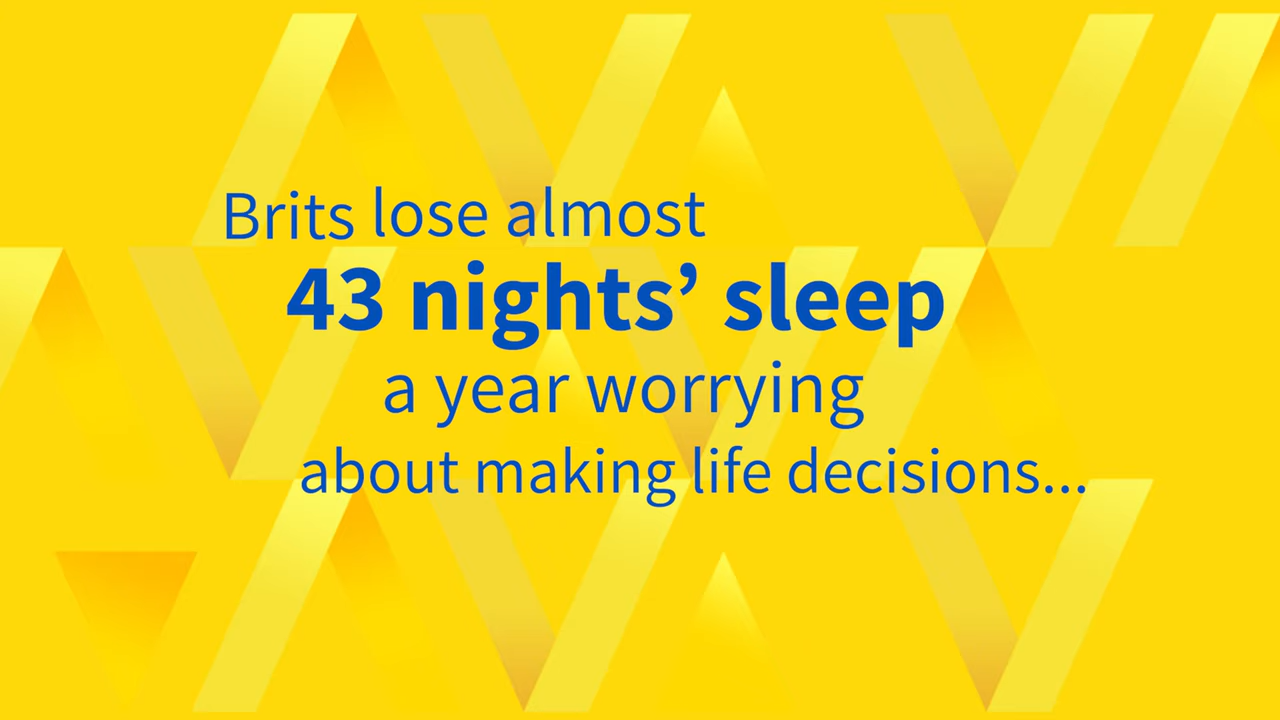 Brits lose almost
43 nights’ sleep
a year worrying
about making life decisions...